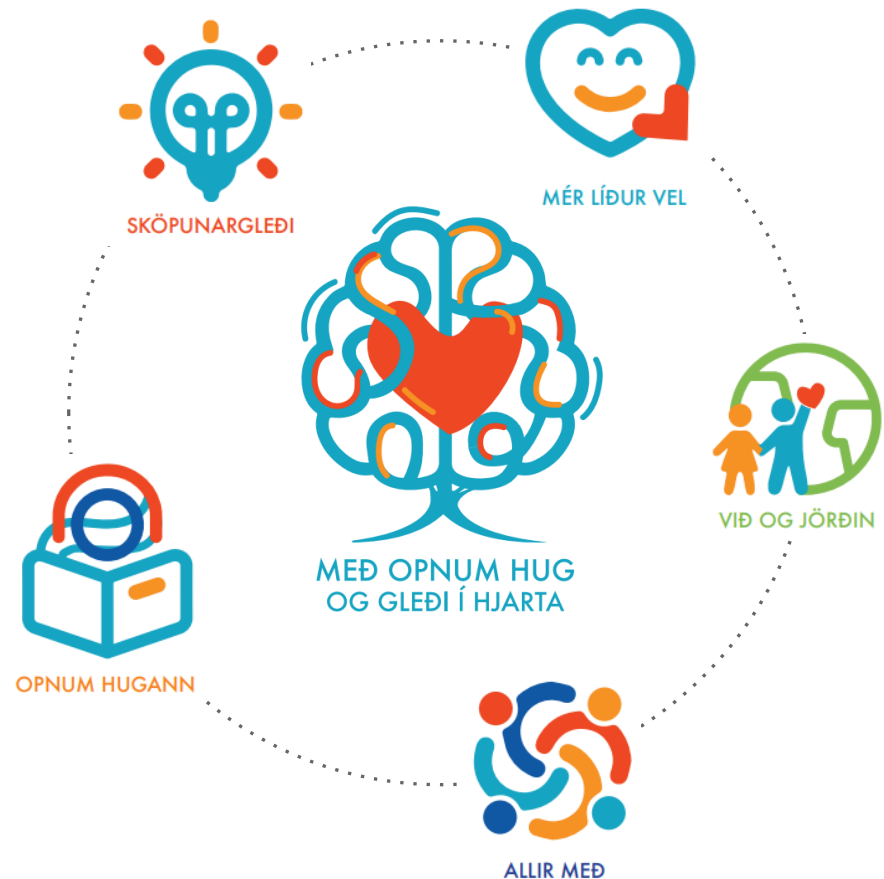 SKÖPUNARGLEÐI
MÉR LÍÐUR VEL
MEÐ OPNUM HUG
OG GLEÐI Í HJARTA
VIÐ OG JÖRÐIN
OPNUM HUGANN
ALLIR MEÐ